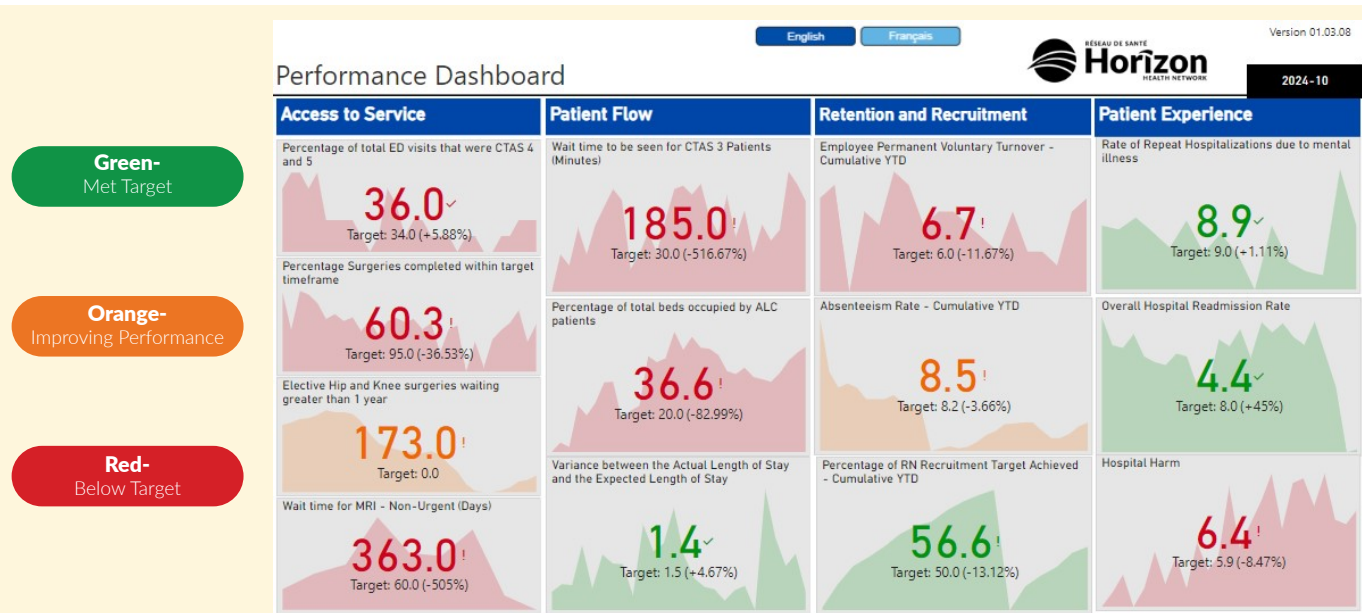 English
Français
Version 01.03.08
RÉSEAU DE SANTÉ
Horizon
HEALTH NETWORK
Performance Dashboard
2024-10
Green-
Met Target
Orange-
Improving Performance
Red-
Below Target
Access to Service
Percentage of total ED visits that were CTAS 4
and 5
36.0✓
Target: 34.0 (+5.88%)
Percentage Surgeries completed within target
timeframe
60.3!
Target: 95.0 (-36.53%)
Elective Hip and Knee surgeries waiting
greater than 1 year
173.0!
Target: 0.0
Wait time for MRI - Non-Urgent (Days)
363.0!
Target: 60.0 (-505%)
Patient Flow
Wait time to be seen for CTAS 3 Patients
(Minutes)
185.0!
Target: 30.0 (-516.67%)
Percentage of total beds occupied by ALC
patients
36.6!
Target: 20.0 (-82.99%)
Variance between the Actual Length of Stay
and the Expected Length of Stay
1.4✓
Target: 1.5 (+4.67%)
Retention and Recruitment
Employee Permanent Voluntary Turnover -
Cumulative YTD
6.7!
Target: 6.0 (-11.67%)
Absenteeism Rate - Cumulative YTD
8.5!
Target: 8.2 (-3.66%)
Percentage of RN Recruitment Target Achieved
- Cumulative YTD
56.6!
Target: 50.0 (-13.12%)
Patient Experience
Rate of Repeat Hospitalizations due to mental
illness
8.9✓
Target: 9.0 (+1.11%)
Overall Hospital Readmission Rate
4.4✓
Target: 8.0 (+45%)
Hospital Harm
6.4!
Target: 5.9 (-8.47%)